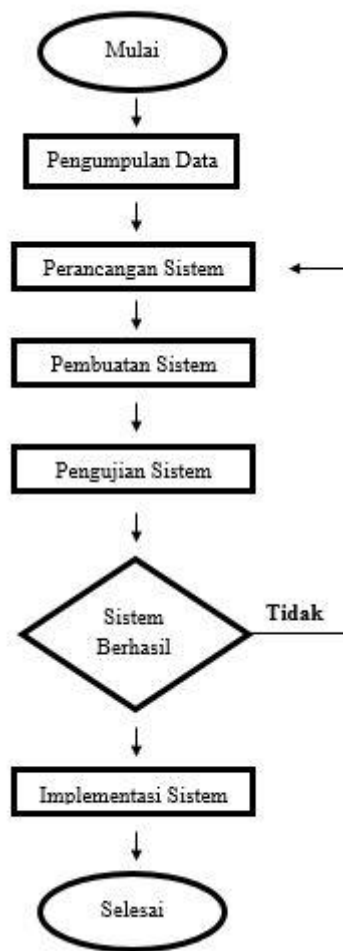 Mulai
Pengumpulan Data
Perancangan Sistem
Pembuatan Sistem
Pengujian Sistem
Sistem
Berhasil
Tidak
Implementasi Sistem
Selesai